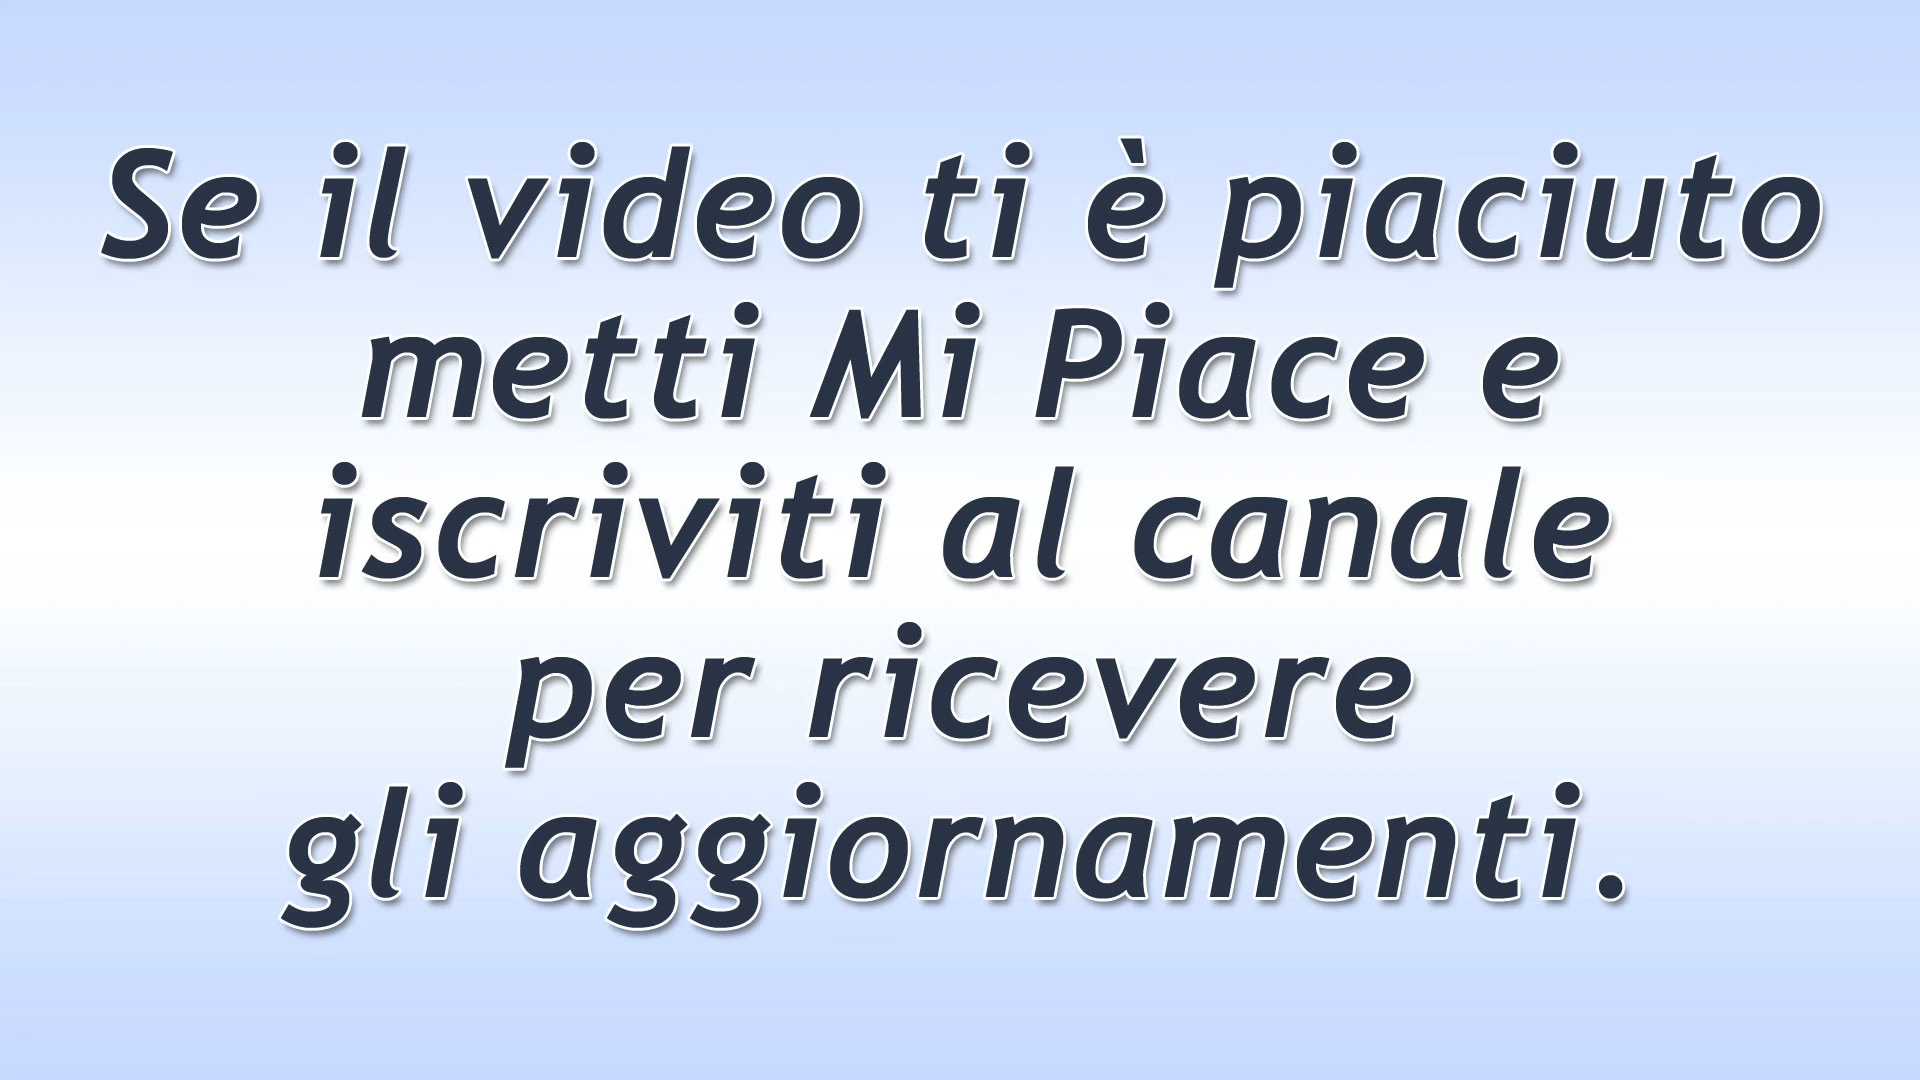 Se il video ti è piaciuto
metti Mi Piace e
iscriviti al canale
per ricevere
gli aggiornamenti.